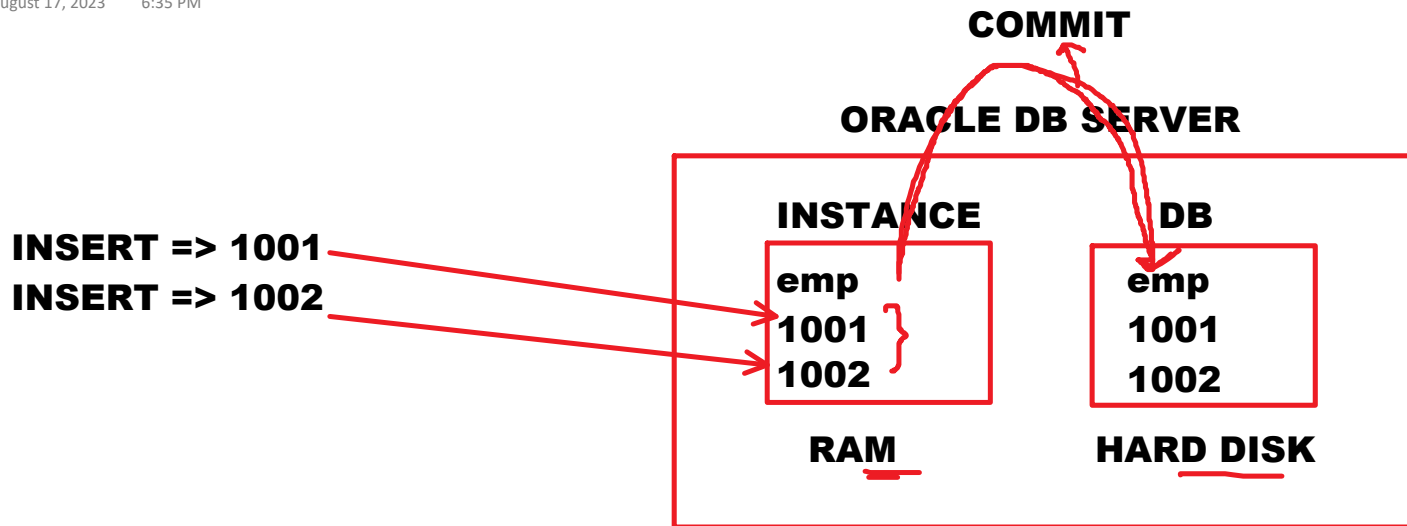 August 17, 2023 6:35 PM
COMMIT
ORACLE DB SERVER
INSTANCE DB
INSERT => 1001
INSERT => 1002
emp emp
1001 1001
1002 1002
RAM HARD DISK